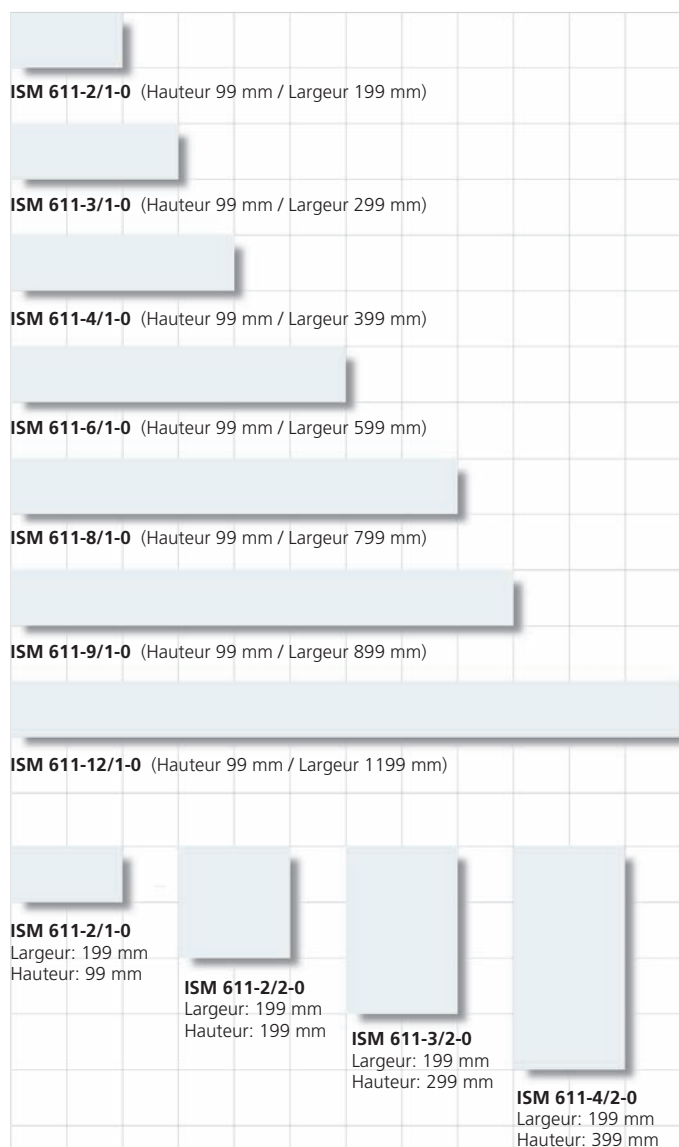 ISM 611-2/1-0 (Hauteur 99 mm / Largeur 199 mm)
ISM 611-3/1-0 (Hauteur 99 mm / Largeur 299 mm)
ISM 611-4/1-0 (Hauteur 99 mm / Largeur 399 mm)
ISM 611-6/1-0 (Hauteur 99 mm / Largeur 599 mm)
ISM 611-8/1-0 (Hauteur 99 mm / Largeur 799 mm)
ISM 611-9/1-0 (Hauteur 99 mm / Largeur 899 mm)
ISM 611-12/1-0 (Hauteur 99 mm / Largeur 1199 mm)
ISM 611-2/1-0
Largeur: 199 mm
Hauteur: 99 mm
ISM 611-2/2-0
Largeur: 199 mm
Hauteur: 199 mm
ISM 611-3/2-0
Largeur: 199 mm
Hauteur: 299 mm
ISM 611-4/2-0
Largeur: 199 mm
Hauteur: 399 mm